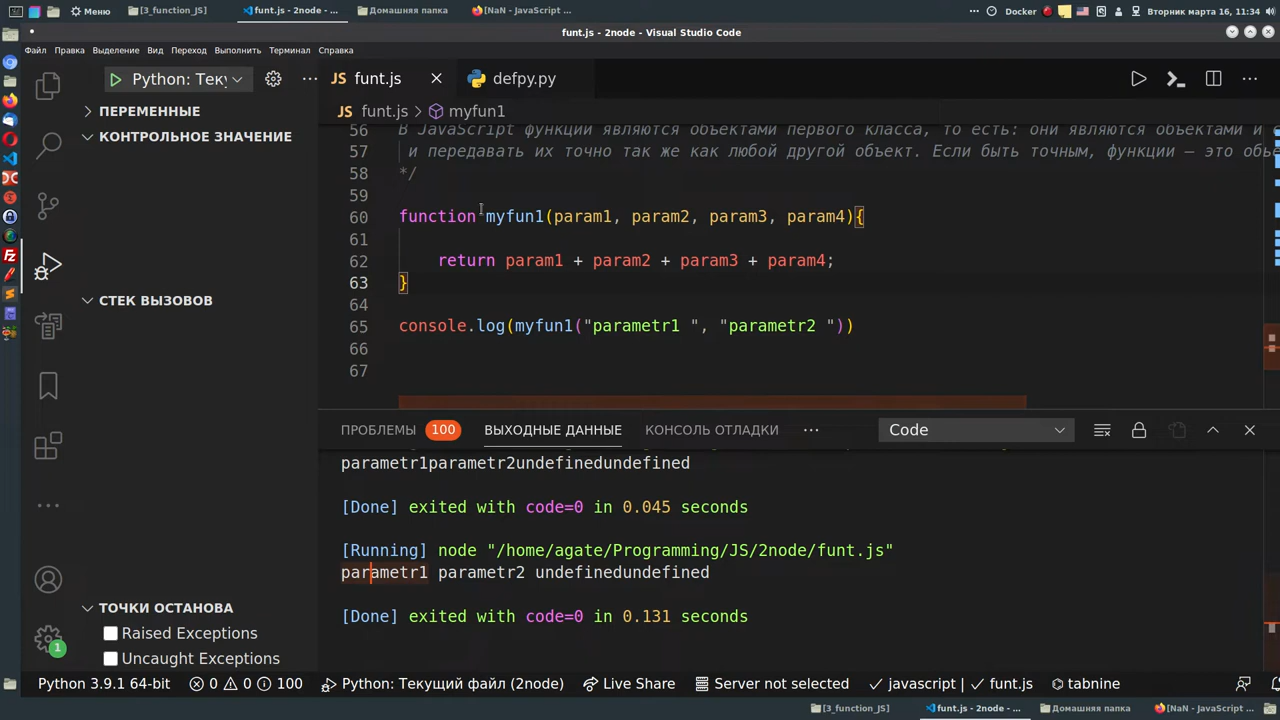 Меню
[3_function_JS]
funt.js - 2node - ...
Домашняя папка
[NaN - JavaScript ...
Docker
Вторник марта 16, 11:34
funt.js - 2node - Visual Studio Code
Файл Правка Выделение Вид Переход Выполнить Терминал Справка
Python: Теку
JS funt.js
defpy.py
ПЕРЕМЕННЫЕ
JS funt.js > myfun1
КОНТРОЛЬНОЕ ЗНАЧЕНИЕ
56 В JavaScript функции являются объектами первого класса, то есть: они являются объектами и с
57 и передавать их точно так же как любой другой объект. Если быть точным, функции — это объе
58 */
59
60 function myfun1(param1, param2, param3, param4){
61
62 return param1 + param2 + param3 + param4;
63 }
64
65 console.log(myfun1("parametr1 ", "parametr2 "))
66
67
СТЕК ВЫЗОВОВ
ПРОБЛЕМЫ 100 ВЫХОДНЫЕ ДАННЫЕ КОНСОЛЬ ОТЛАДКИ ... Code
parametr1parametr2undefinedundefined
[Done] exited with code=0 in 0.045 seconds
[Running] node "/home/agate/Programming/JS/2node/funt.js"
parametr1 parametr2 undefinedundefined
[Done] exited with code=0 in 0.131 seconds
ТОЧКИ ОСТАНОВА
Raised Exceptions
Uncaught Exceptions
1
Python 3.9.1 64-bit 0 0 100 Python: Текущий файл (2node) Live Share Server not selected javascript | funt.js tabnine
[3_function_JS] funt.js - 2node - ... Домашняя папка [NaN - JavaScript ...